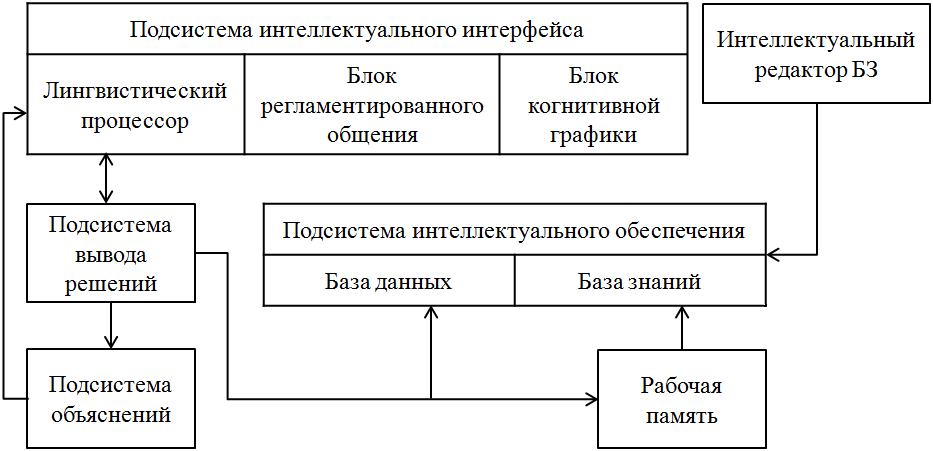 Подсистема интеллектуального интерфейса
Лингвистический
процессор
Блок
регламентированного
общения
Блок
когнитивной
графики
Интеллектуальный
редактор БЗ
Подсистема
вывода
решений
Подсистема интеллектуального обеспечения
База данных
База знаний
Подсистема
объяснений
Рабочая
память